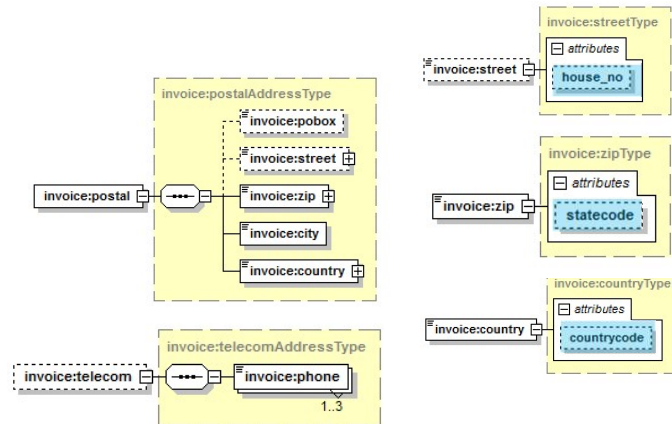 invoice:postalAddressType
invoice:pobox
invoice:street
invoice:postal
invoice:zip
invoice:city
invoice:country
invoice:telecomAddressType
invoice:telecom
invoice:phone
1..3
invoice:streetType
attributes
invoice:street
house_no
invoice:zipType
attributes
invoice:zip
statecode
invoice:countryType
attributes
invoice:country
countrycode